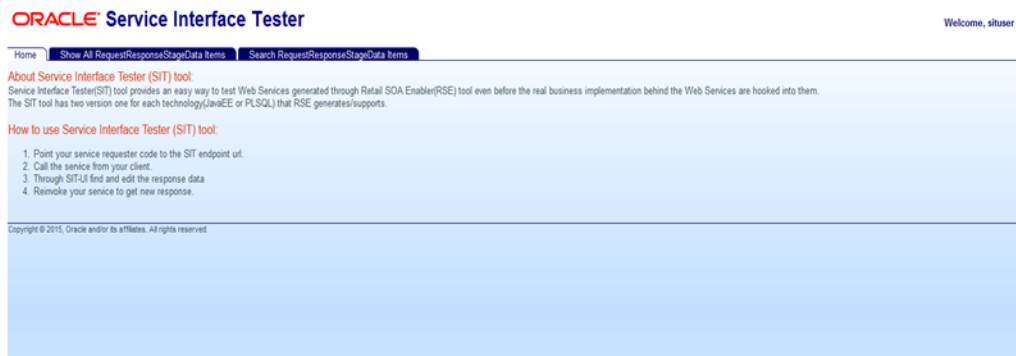 ORACLE Service Interface Tester
Welcome, situser
Home Show All RequestResponseStageData Items Search RequestResponseStageData Items
About Service Interface Tester (SIT) tool:
Service Interface Tester(SIT) tool provides an easy way to test Web Services generated through Retail SOA Enabler(RSE) tool even before the real business implementation behind the Web Services are hooked into them.
The SIT tool has two version one for each technology(JavaEE or PLSQL) that RSE generates/supports.
How to use Service Interface Tester (SIT) tool:
1. Point your service requester code to the SIT endpoint url.
2. Call the service from your client.
3. Through SIT-UI find and edit the response data
4. Reinvoke your service to get new response.
Copyright © 2015, Oracle and/or its affiliates. All rights reserved.